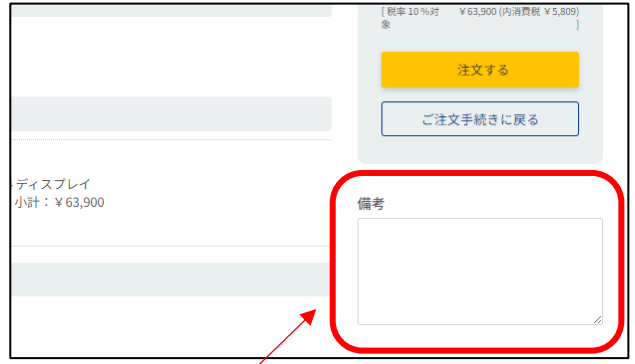 [ 税率 10 %対 ¥63,900 (内消費税 ¥5,809)
象 ]
注文する
ご注文手続きに戻る
ディスプレイ
小計：¥63,900
備考